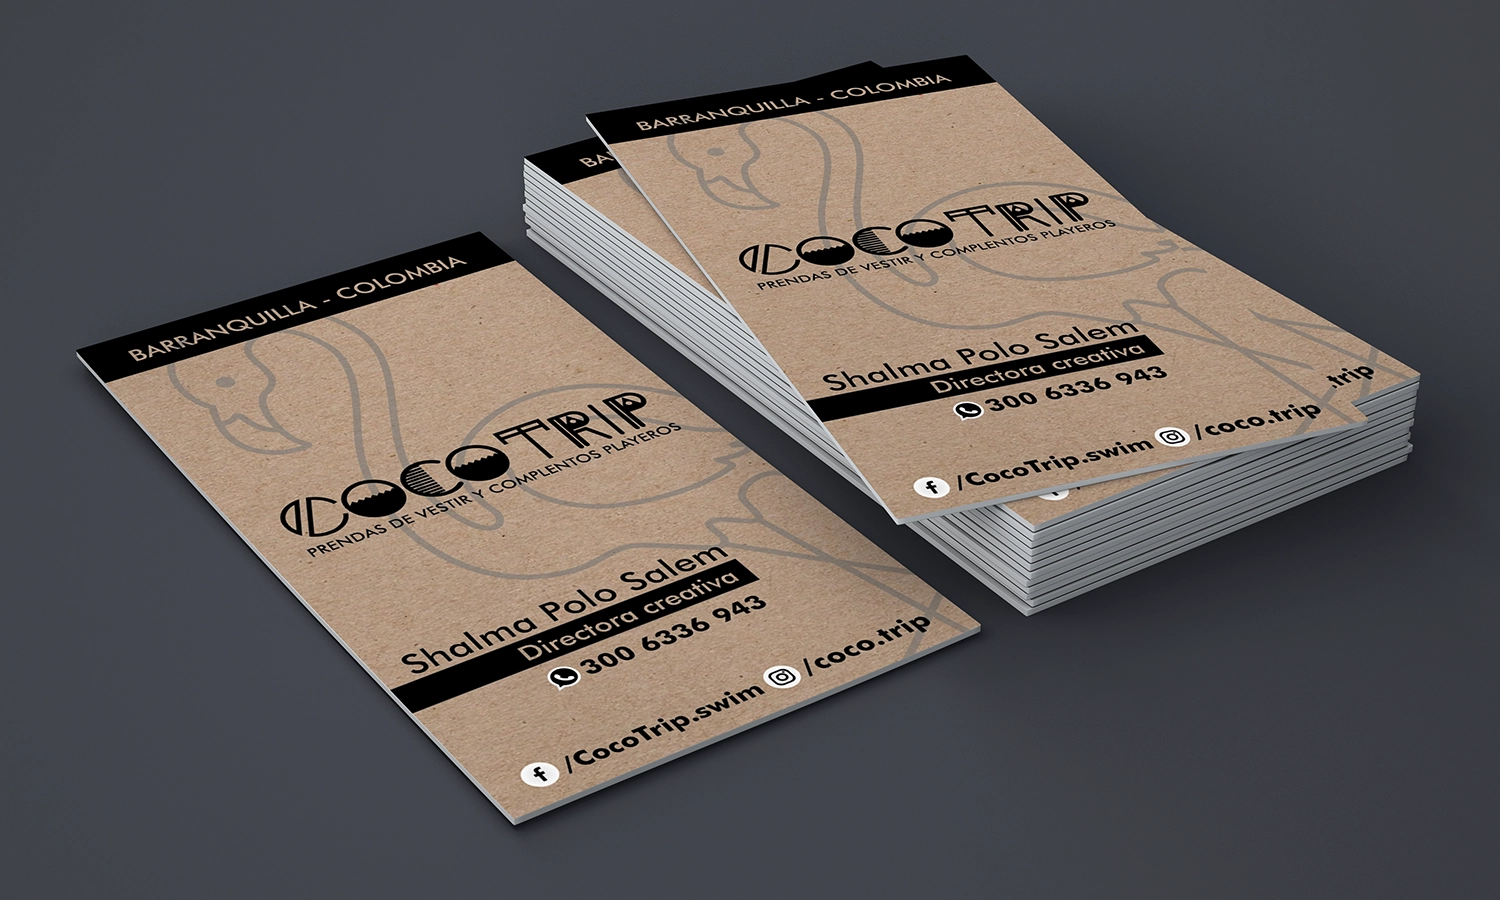 BARRANQUILLA - COLOMBIA
COCOTRIP
PRENDAS DE VESTIR Y COMPLENTOS PLAYEROS
Shalma Polo Salem
Directora creativa
300 6336 943
/CocoTrip.swim /coco.trip
BARRANQUILLA - COLOMBIA
COCOTRIP
PRENDAS DE VESTIR Y COMPLENTOS PLAYEROS
Shalma Polo Salem
Directora creativa
300 6336 943
/CocoTrip.swim /coco.trip
BA
.trip